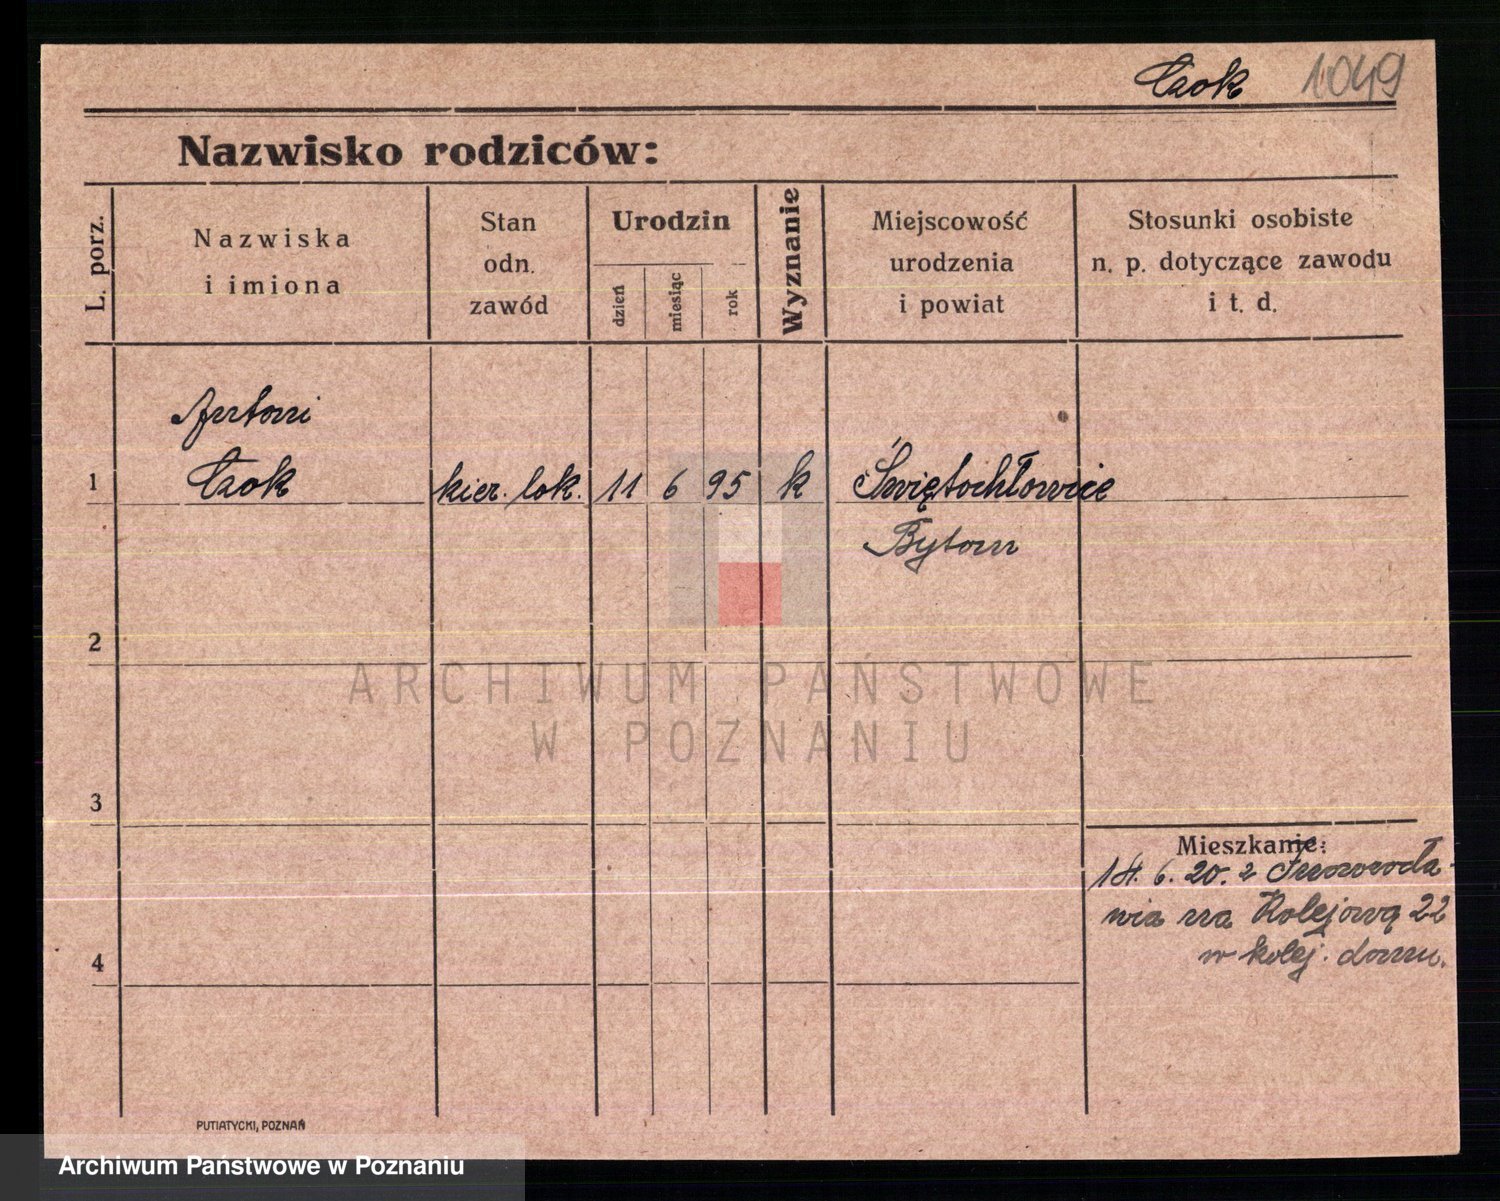 Czok 1049
Nazwisko rodziców:
L. porz.
Nazwiska
i imiona
Stan
odn.
zawód
Urodzin
dzień
miesiąc
rok
Wyznanie
Miejscowość
urodzenia
i powiat
Stosunki osobiste
n. p. dotyczące zawodu
i t. d.
Antoni
1 Czok kier. lok. 11 6 95 k Świętochłowice
Bytom
2
ARCHIWUM PAŃSTWOWE
W POZNANIU
3
Mieszkanie:
6. 20. z Inowrocła-
wia na Kolejową 22
4 w kolej. domu.
PUTIATYCKI, POZNAŃ
Archiwum Państwowe w Poznaniu